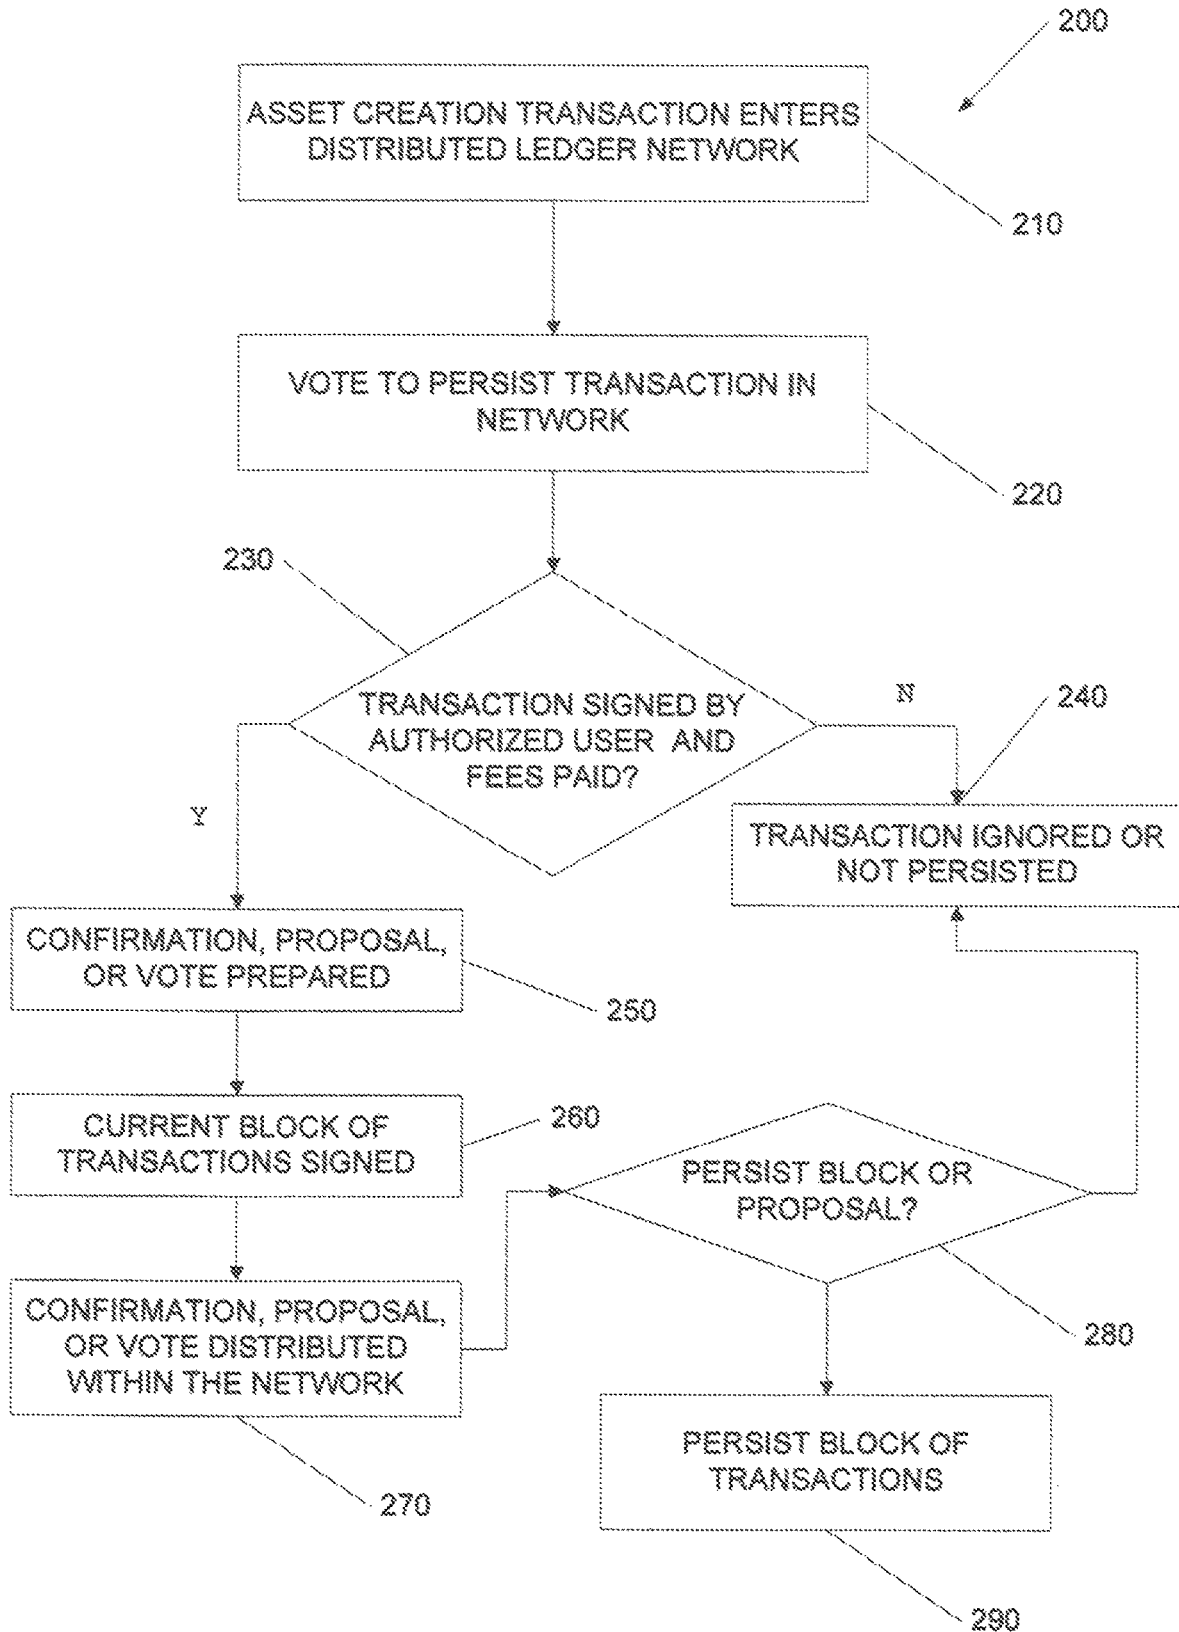 200
ASSET CREATION TRANSACTION ENTERS
DISTRIBUTED LEDGER NETWORK
210
VOTE TO PERSIST TRANSACTION IN
NETWORK
220
230
TRANSACTION SIGNED BY
AUTHORIZED USER AND
FEES PAID?
N
240
Y
TRANSACTION IGNORED OR
NOT PERSISTED
CONFIRMATION, PROPOSAL,
OR VOTE PREPARED
250
CURRENT BLOCK OF
TRANSACTIONS SIGNED
260
PERSIST BLOCK OR
PROPOSAL?
280
CONFIRMATION, PROPOSAL,
OR VOTE DISTRIBUTED
WITHIN THE NETWORK
270
PERSIST BLOCK OF
TRANSACTIONS
290